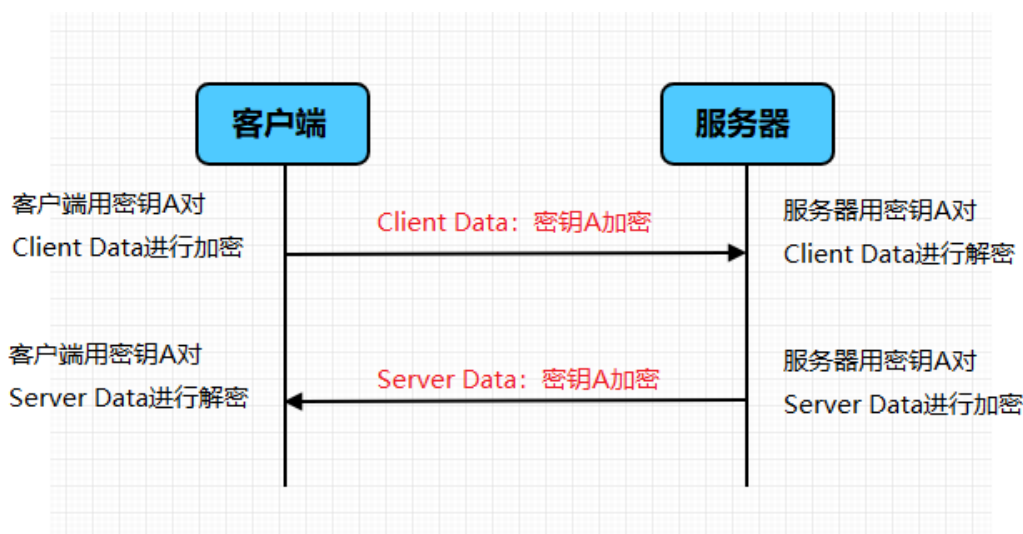 客户端
服务器
客户端用密钥A对
Client Data进行加密
Client Data：密钥A加密
服务器用密钥A对
Client Data进行解密
客户端用密钥A对
Server Data进行解密
Server Data：密钥A加密
服务器用密钥A对
Server Data进行加密